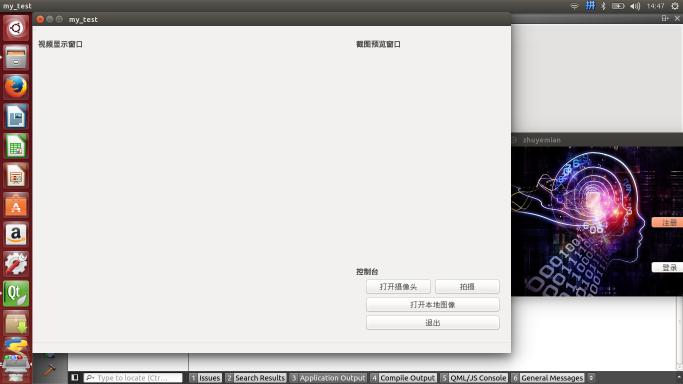 my_test
14:47
my_test
视频显示窗口
截图预览窗口
zhuyemian
注册
登录
控制台
打开摄像头
拍摄
打开本地图像
退出
Type to locate (Ctr...
1 Issues
2 Search Results
3 Application Output
4 Compile Output
5 QML/JS Console
6 General Messages